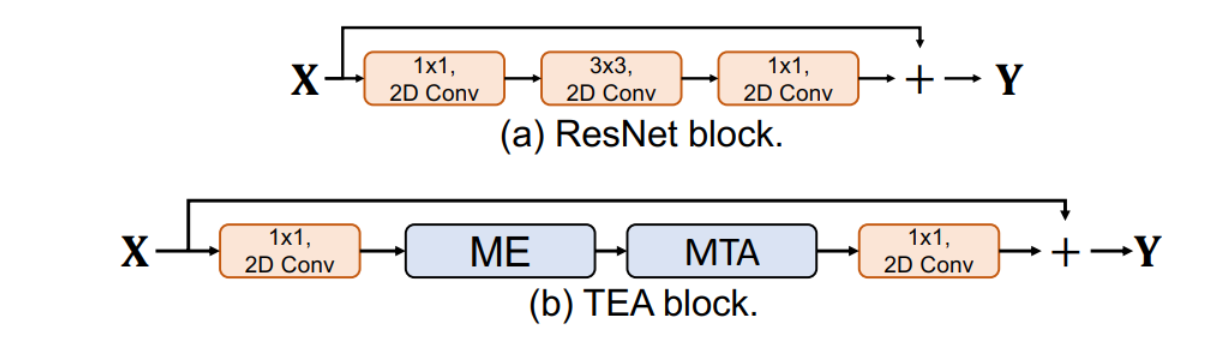 X
1x1,
2D Conv
3x3,
2D Conv
1x1,
2D Conv
+
Y
(a) ResNet block.
X
1x1,
2D Conv
ME
MTA
1x1,
2D Conv
+
Y
(b) TEA block.